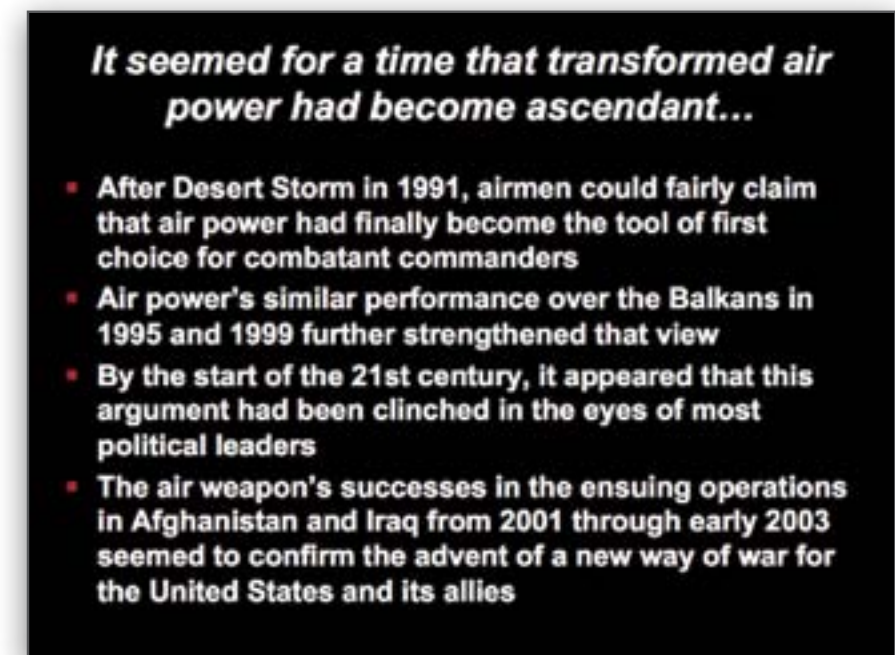 It seemed for a time that transformed air
power had become ascendant...
▪ After Desert Storm in 1991, airmen could fairly claim
that air power had finally become the tool of first
choice for combatant commanders
▪ Air power's similar performance over the Balkans in
1995 and 1999 further strengthened that view
▪ By the start of the 21st century, it appeared that this
argument had been clinched in the eyes of most
political leaders
▪ The air weapon's successes in the ensuing operations
in Afghanistan and Iraq from 2001 through early 2003
seemed to confirm the advent of a new way of war for
the United States and its allies